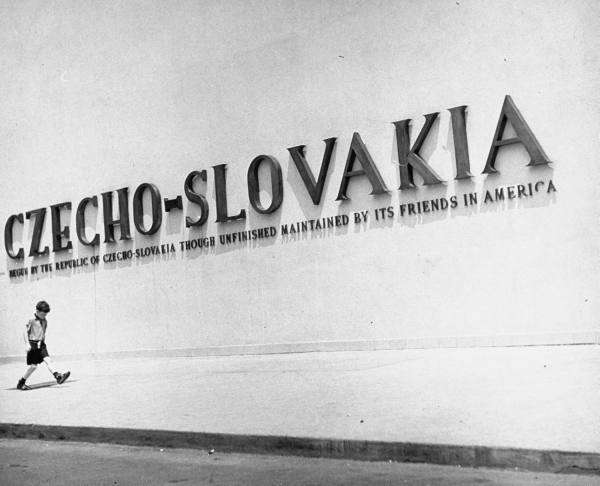 CZECHO-SLOVAKIA
BEGUN BY THE REPUBLIC OF CZECHO-SLOVAKIA THOUGH UNFINISHED MAINTAINED BY ITS FRIENDS IN AMERICA